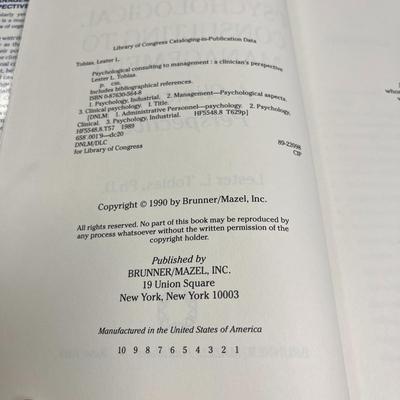 Library of Congress Cataloging-in-Publication Data
Tobias, Lester L.
Psychological consulting to management : a clinician's perspective
Lester L. Tobias.
p. cm.
Includes bibliographical references.
ISBN 0-87630-564-8
1. Psychology, Industrial. 2. Management—Psychological aspects.
3. Clinical psychology. I. Title.
[DNLM: 1. Administrative Personnel—psychology. 2. Psychology,
Clinical. 3. Psychology, Industrial. HF5548.8 T629p]
HF5548.8.T57 1989
658'.001'9—dc20
DNLM/DLC
for Library of Congress
89-22098
CIP
Copyright © 1990 by Brunner/Mazel, Inc.
All rights reserved. No part of this book may be reproduced by
any process whatsoever without the written permission of the
copyright holder.
Published by
BRUNNER/MAZEL, INC.
19 Union Square
New York, New York 10003
Manufactured in the United States of America
10 9 8 7 6 5 4 3 2 1